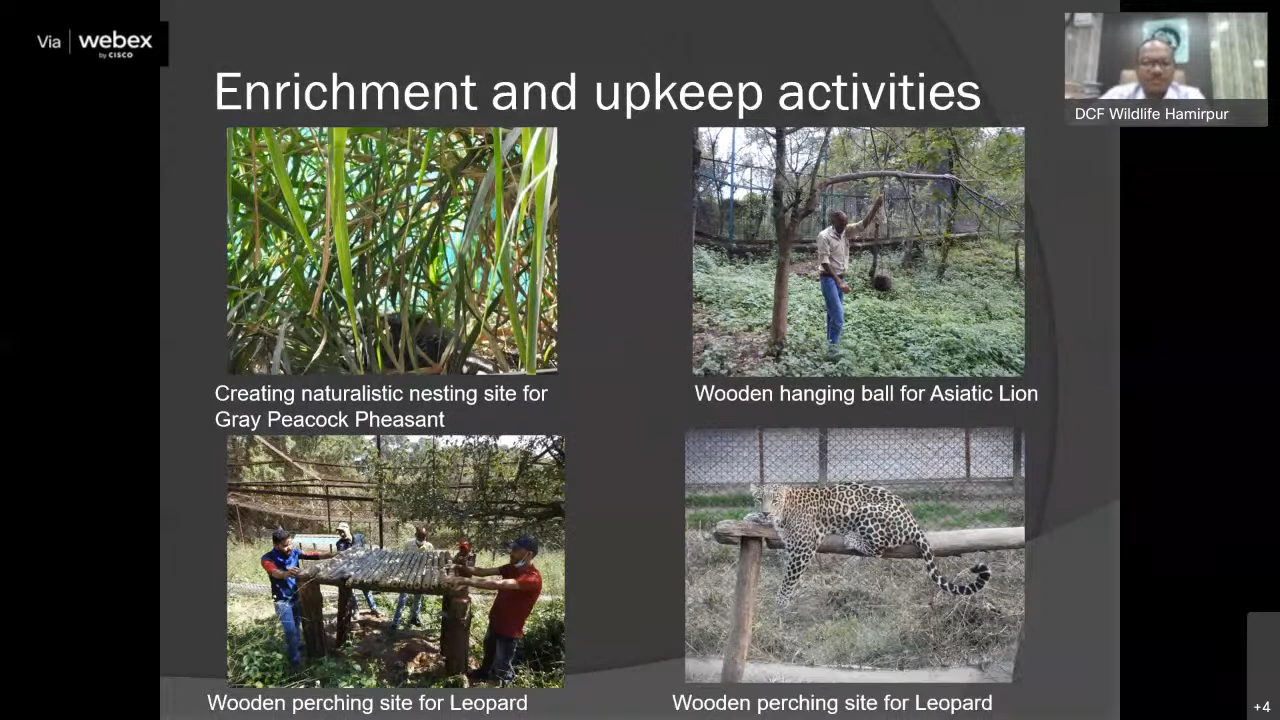 Via webex
by CISCO
Enrichment and upkeep activities
DCF Wildlife Hamirpur
Creating naturalistic nesting site for
Gray Peacock Pheasant
Wooden hanging ball for Asiatic Lion
Wooden perching site for Leopard
Wooden perching site for Leopard
+4